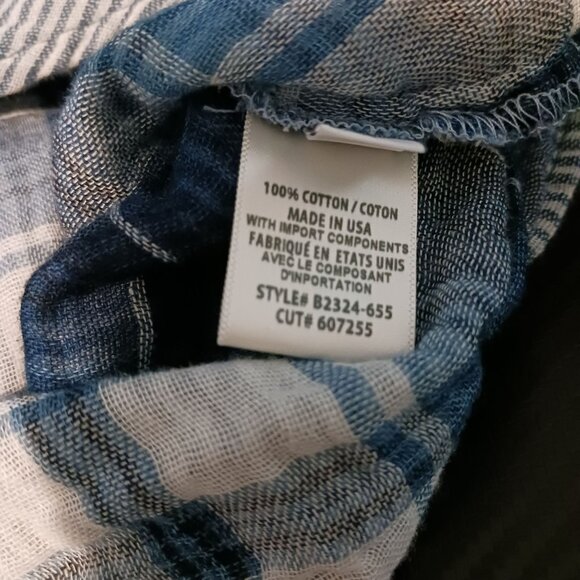 100% COTTON / COTON
MADE IN USA
WITH IMPORT COMPONENTS
FABRIQUÉ EN ETATS UNIS
AVEC LE COMPOSANT
D'INPORTATION
STYLE# B2324-655
CUT# 607255